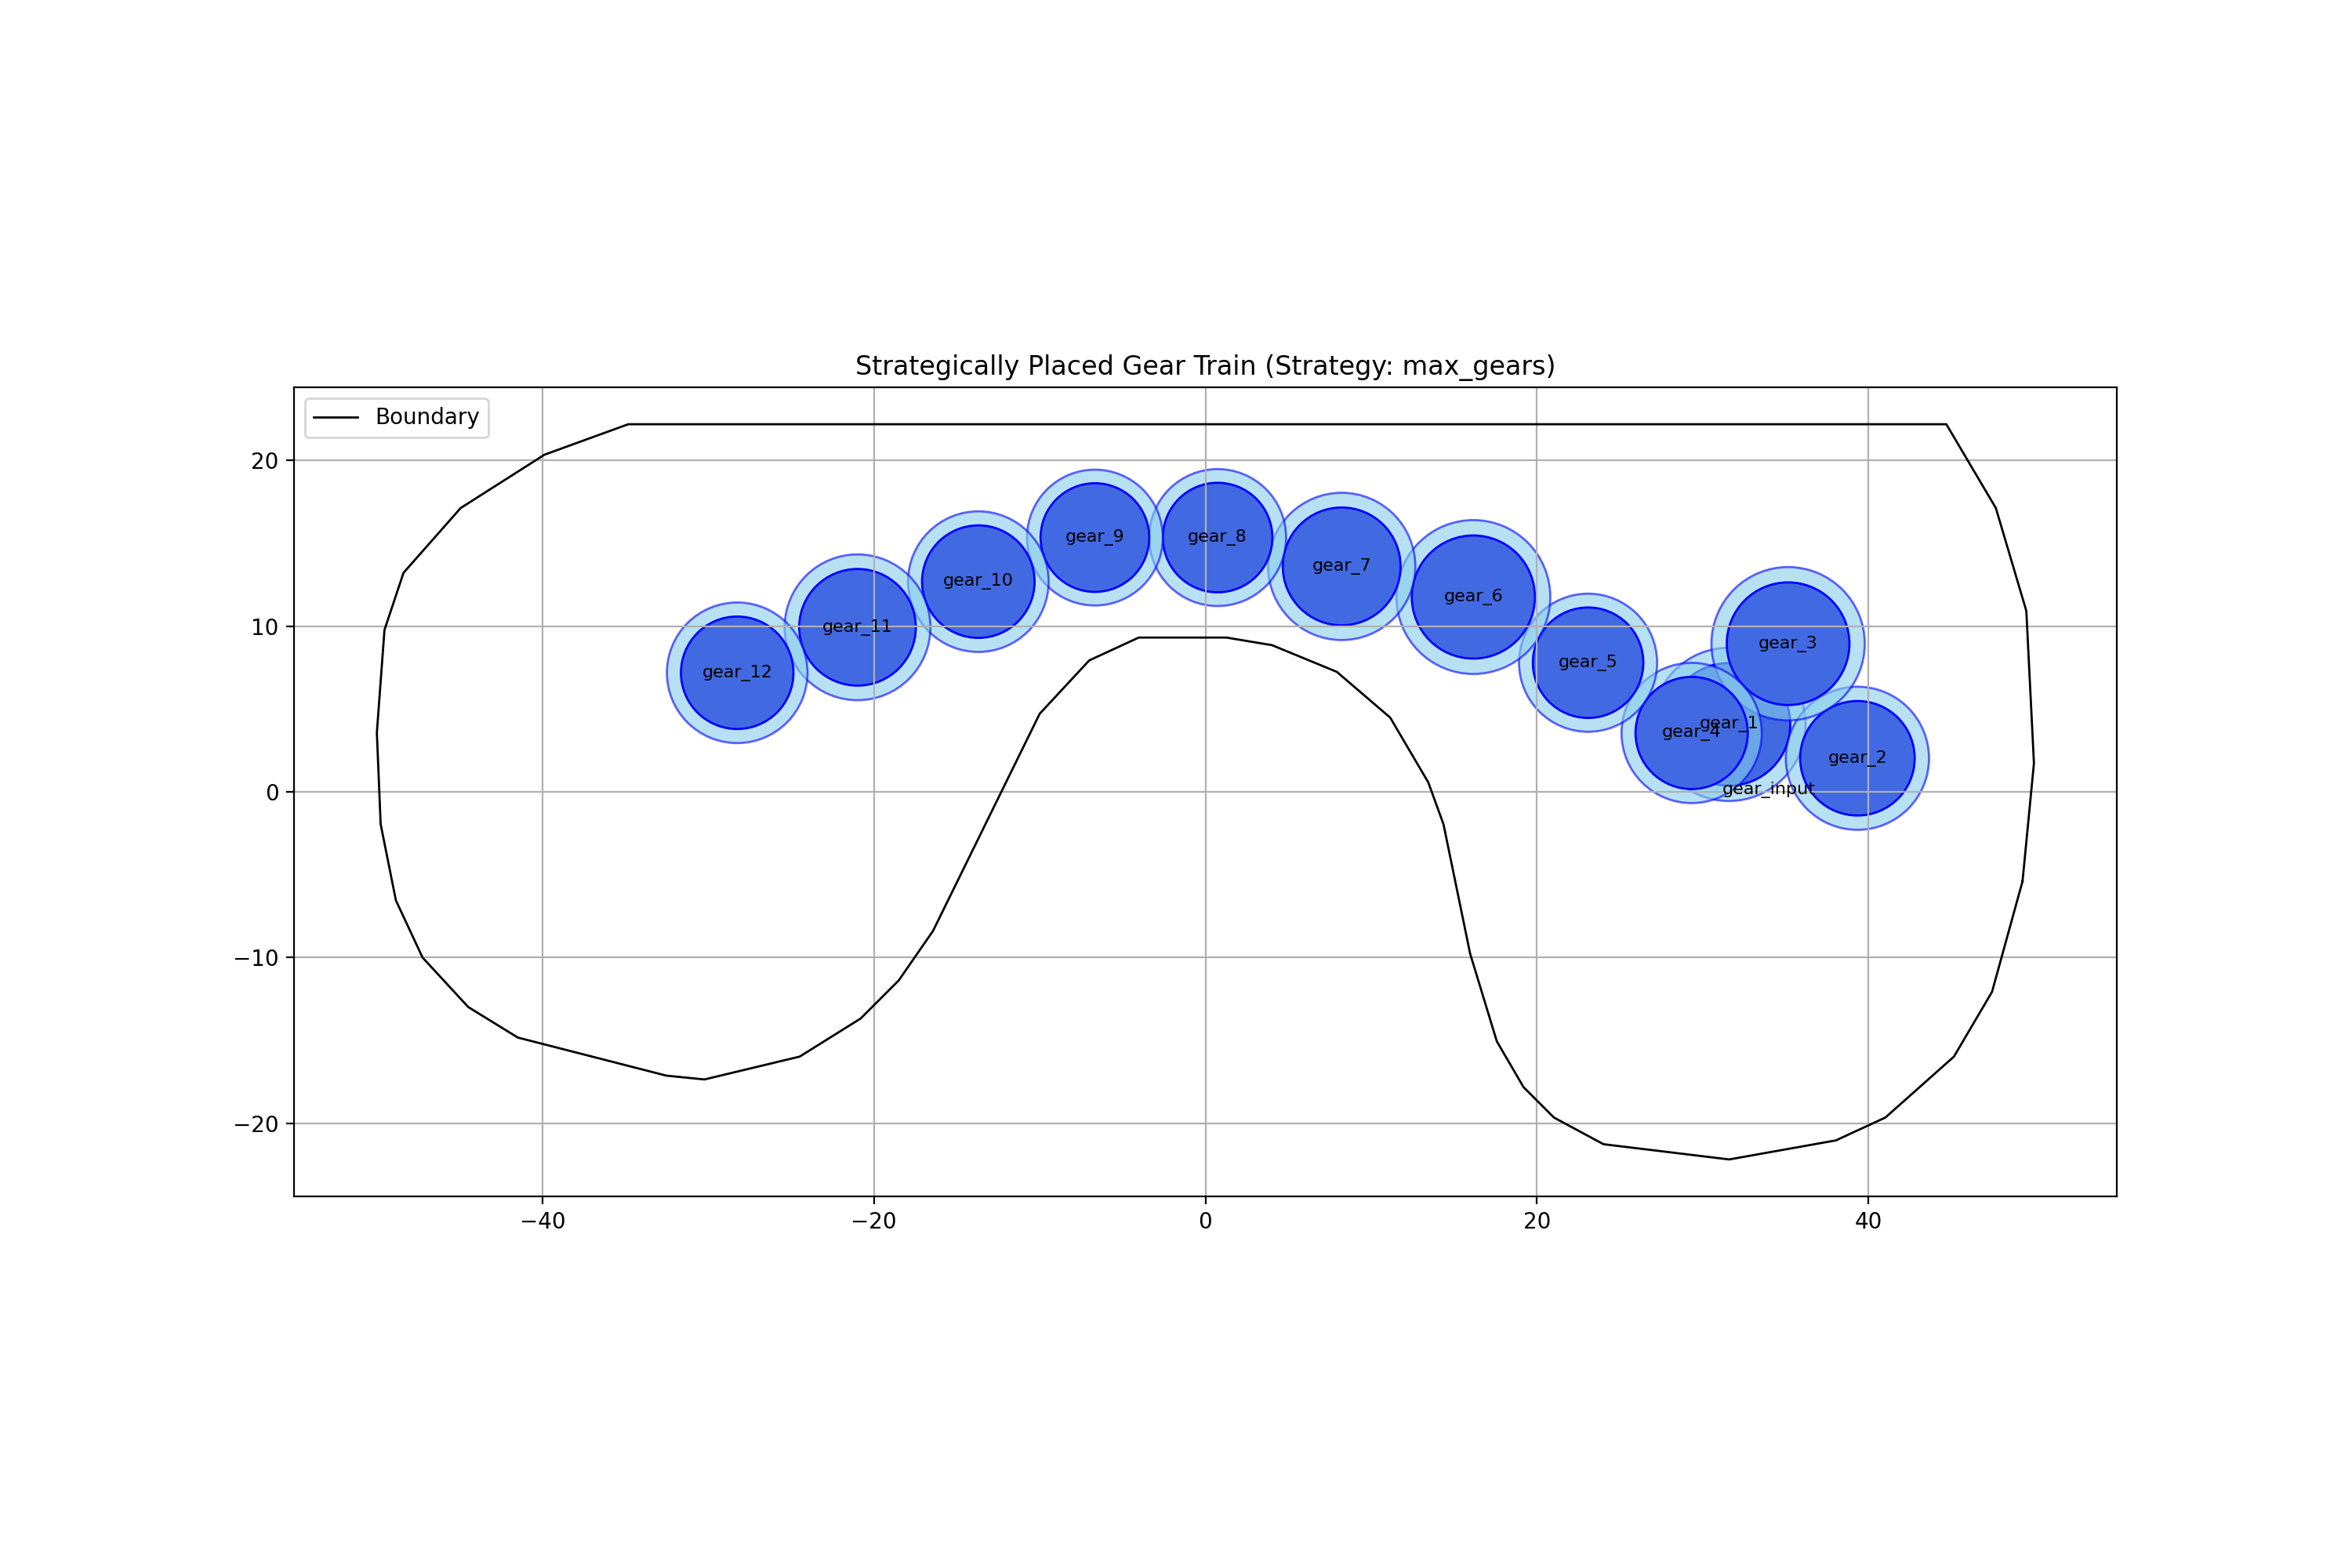 Strategically Placed Gear Train (Strategy: max_gears)
Boundary
20
10
0
−10
−20
−40
−20
0
20
40
gear_9
gear_8
gear_7
gear_10
gear_6
gear_11
gear_3
gear_5
gear_12
gear_1
gear_4
gear_2
gear_input